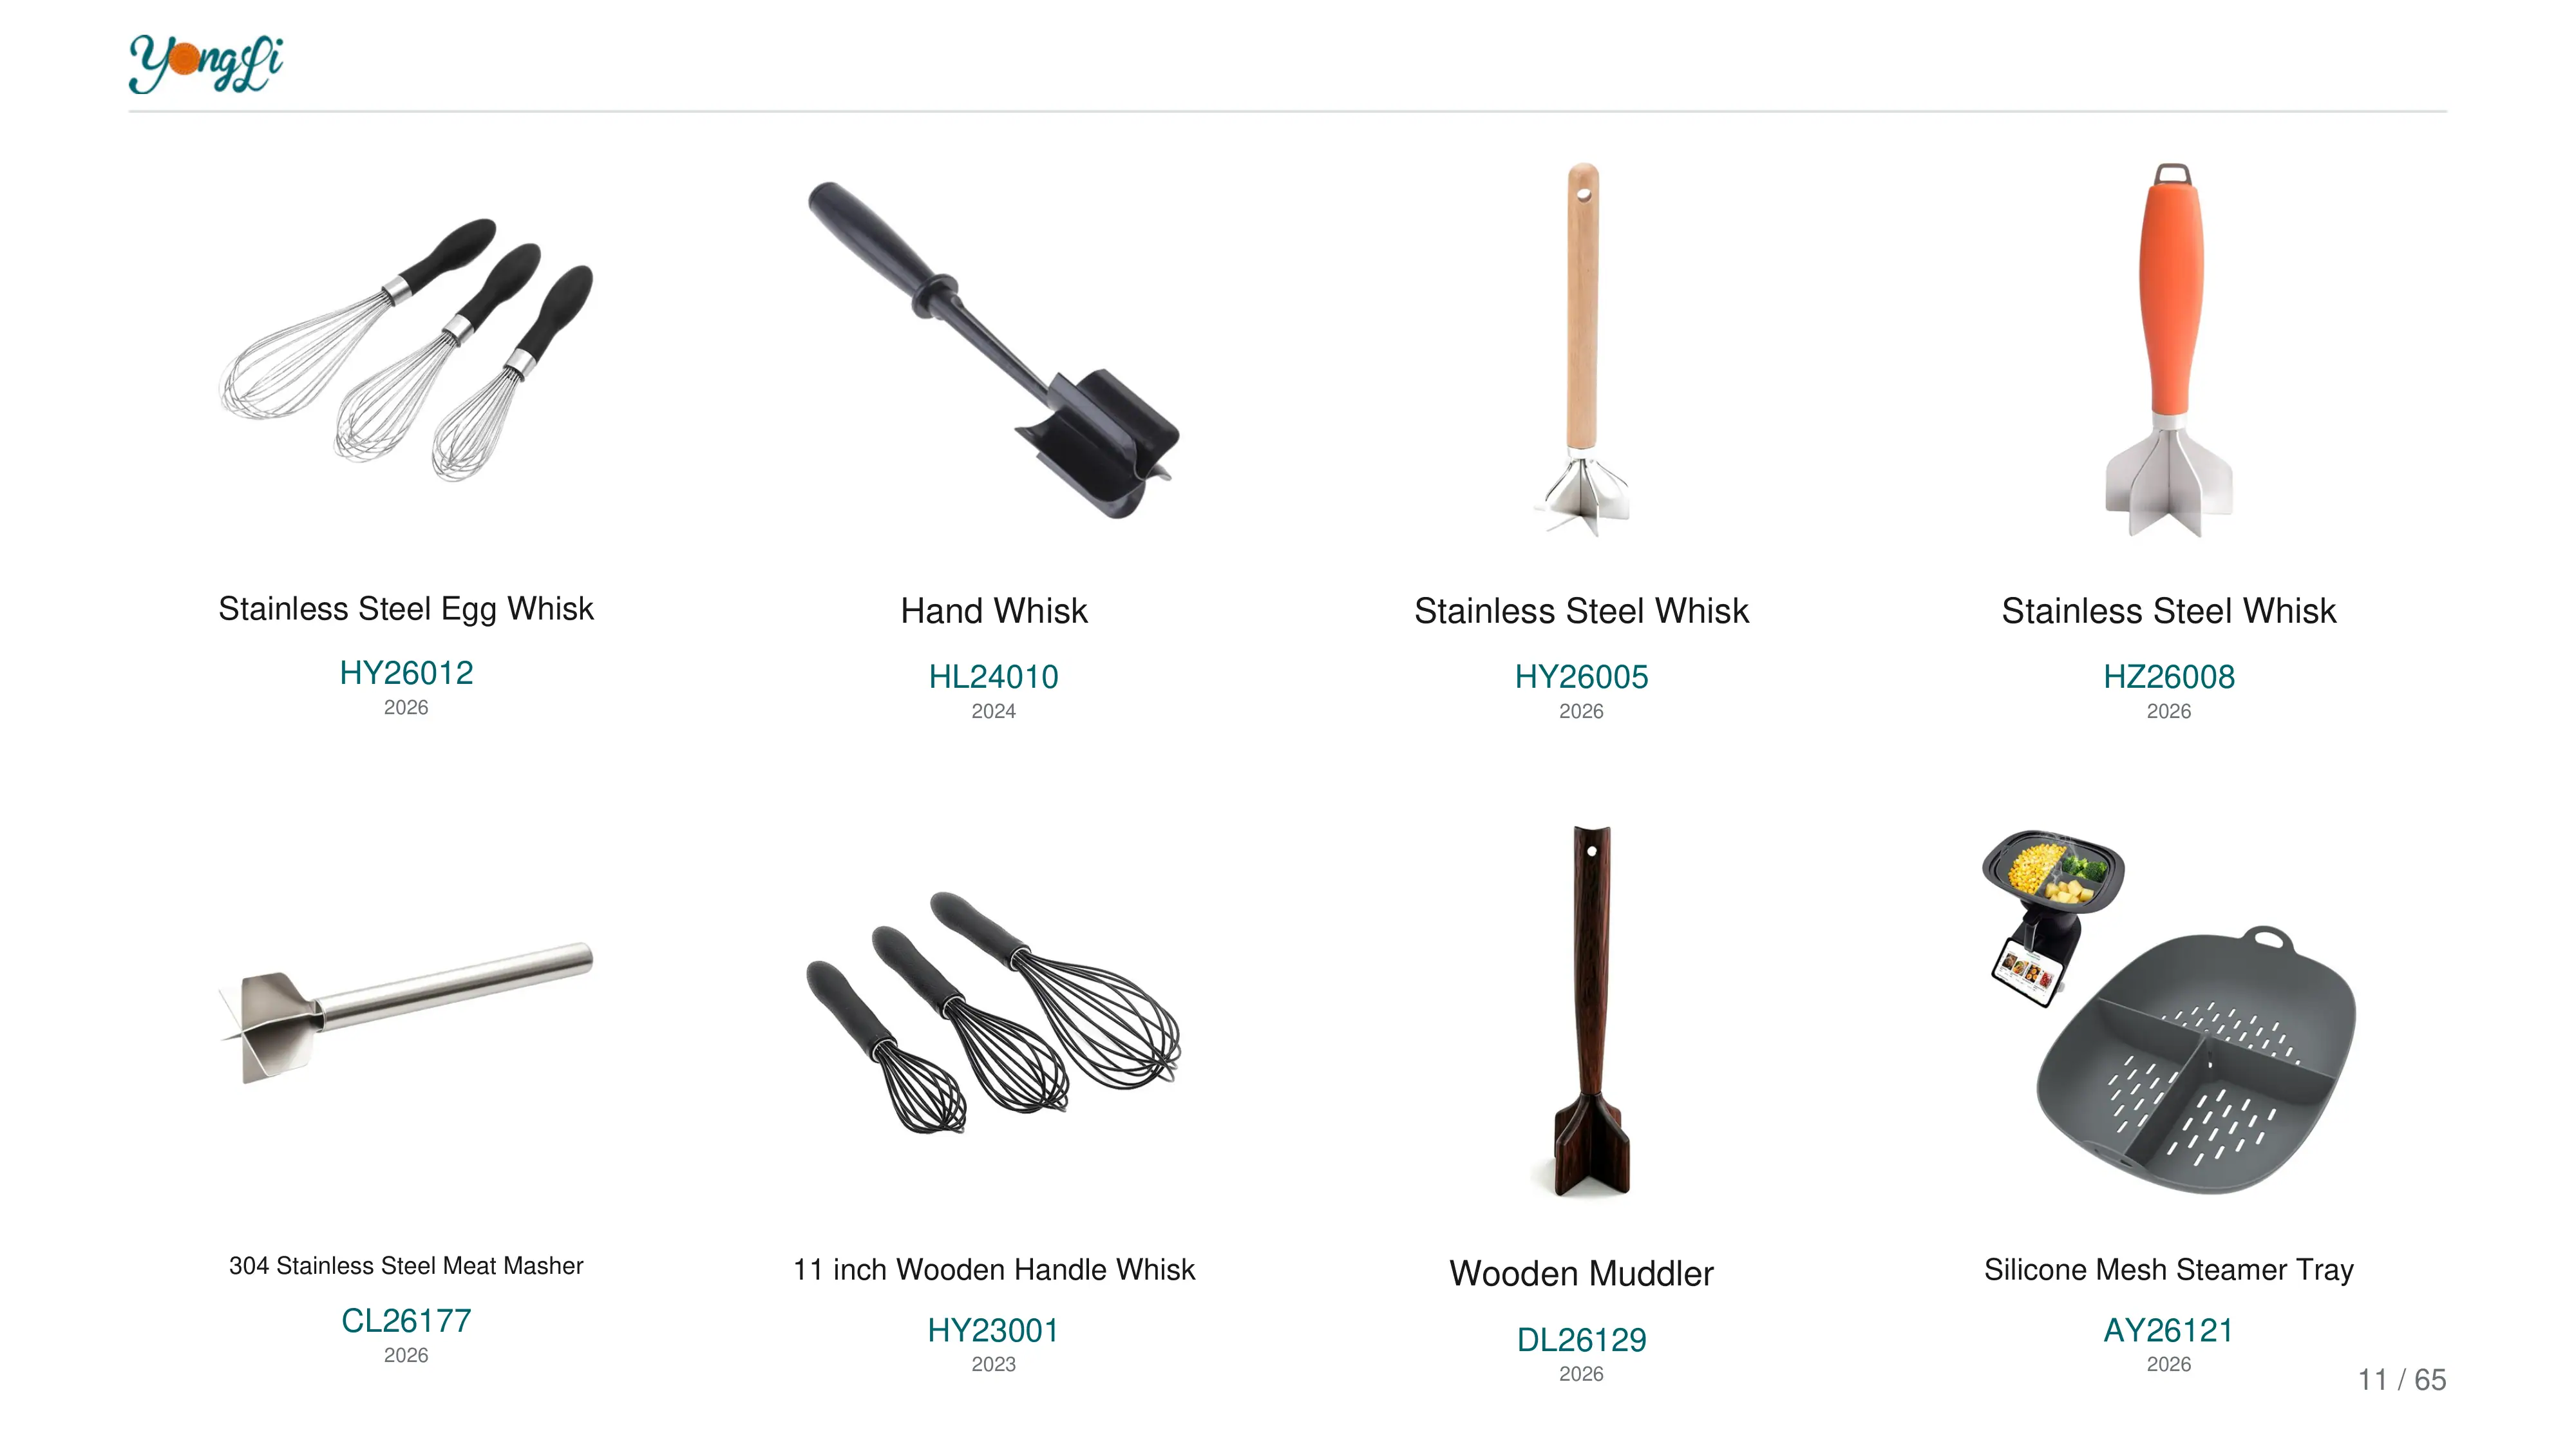 YongLi
Stainless Steel Egg Whisk
HY26012
2026
Hand Whisk
HL24010
2024
Stainless Steel Whisk
HY26005
2026
Stainless Steel Whisk
HZ26008
2026
304 Stainless Steel Meat Masher
CL26177
2026
11 inch Wooden Handle Whisk
HY23001
2023
Wooden Muddler
DL26129
2026
Silicone Mesh Steamer Tray
AY26121
2026
11 / 65